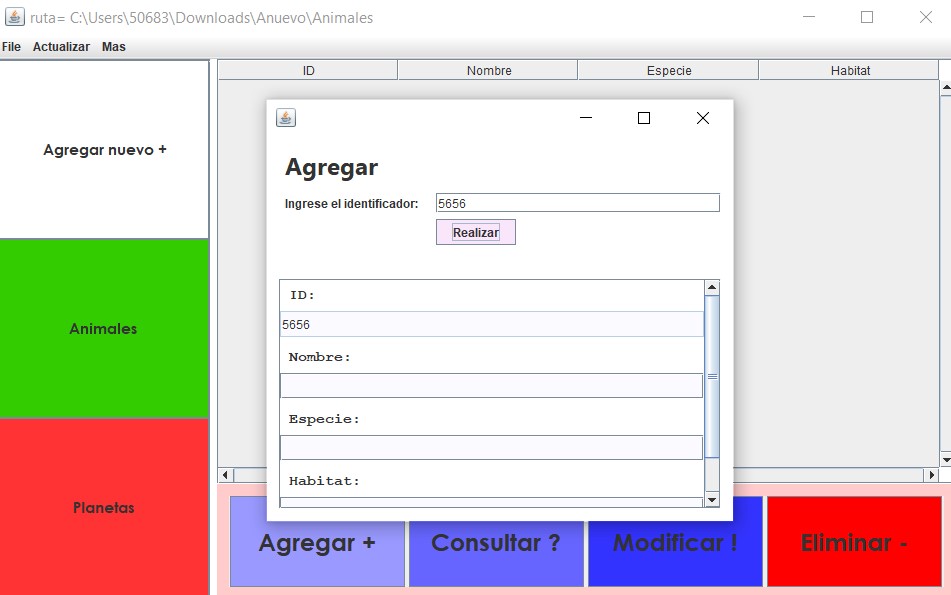 ruta= C:\Users\50683\Downloads\Anuevo\Animales
File Actualizar Mas
ID Nombre Especie Habitat
Agregar nuevo +
Animales
Planetas
Agregar
Ingrese el identificador: 5656
Realizar
ID:
5656
Nombre:
Especie:
Habitat:
Agregar + Consultar ? Modificar ! Eliminar -